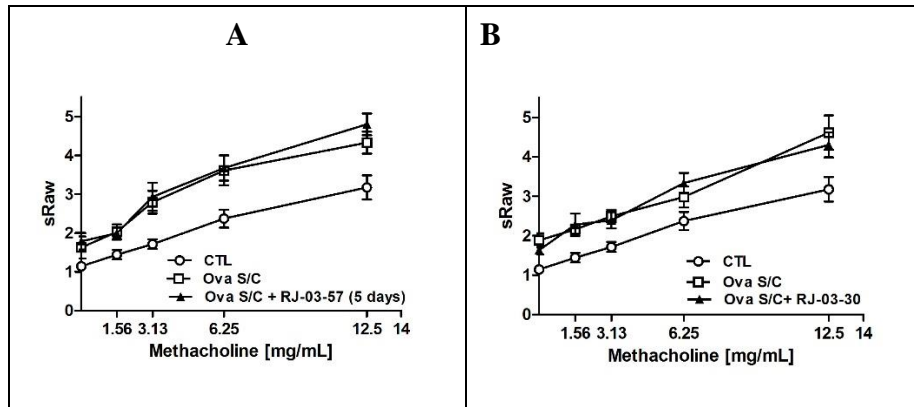 A
sRaw
5
4
3
2
1
0
CTL
Ova S/C
Ova S/C + RJ-03-57 (5 days)
1.56 3.13 6.25 12.5 14
Methacholine [mg/mL]
B
sRaw
5
4
3
2
1
0
CTL
Ova S/C
Ova S/C+ RJ-03-30
1.56 3.13 6.25 12.5 14
Methacholine [mg/mL]